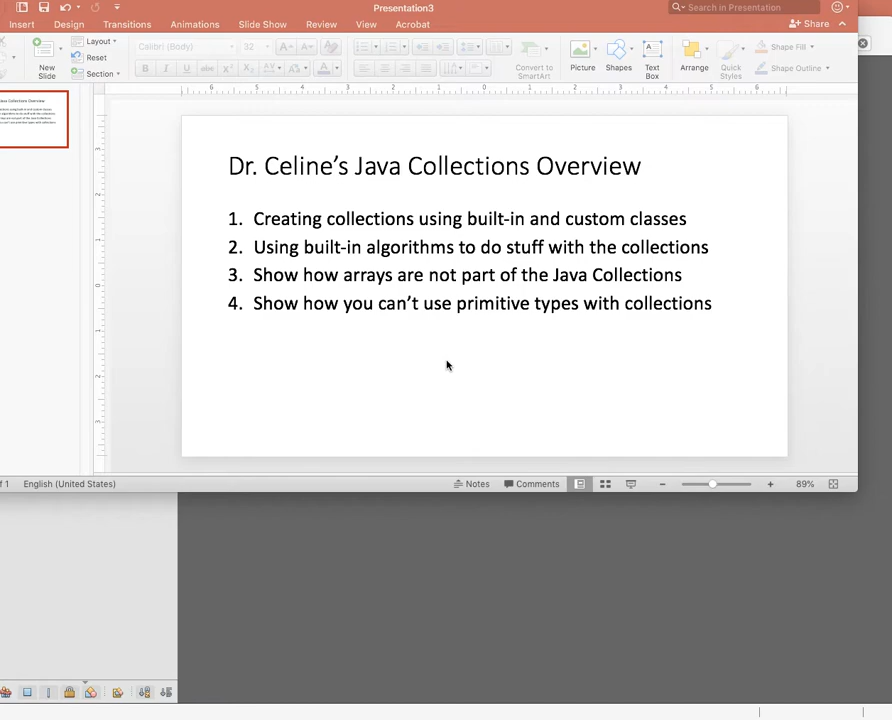 Presentation3
Search in Presentation
Insert Design Transitions Animations Slide Show Review View Acrobat
Share
New Slide
Layout
Reset
Section
Calibri (Body) 32
Convert to SmartArt
Picture
Shapes
Text Box
Arrange
Quick Styles
Shape Fill
Shape Outline
Dr. Celine's Java Collections Overview
1. Creating collections using built-in and custom classes
2. Using built-in algorithms to do stuff with the collections
3. Show how arrays are not part of the Java Collections
4. Show how you can't use primitive types with collections
of 1 English (United States) Notes Comments 89%